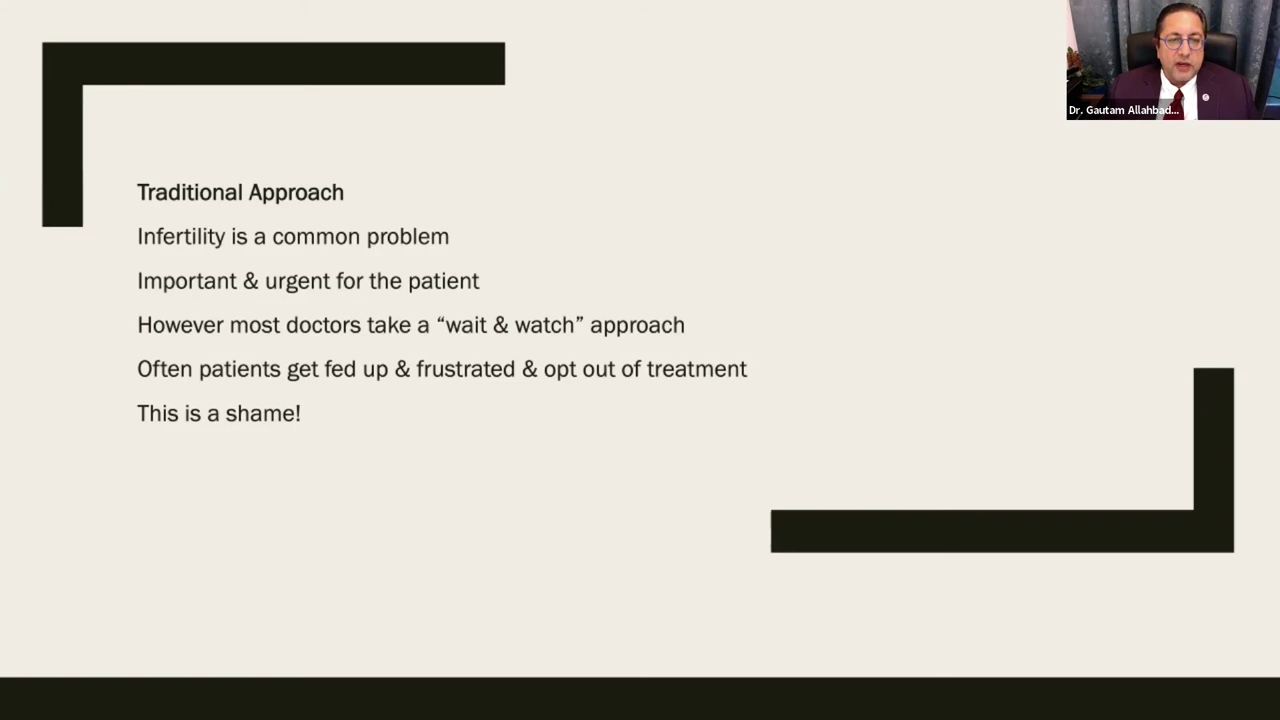 Dr. Gautam Allahbad...
Traditional Approach
Infertility is a common problem
Important & urgent for the patient
However most doctors take a “wait & watch” approach
Often patients get fed up & frustrated & opt out of treatment
This is a shame!